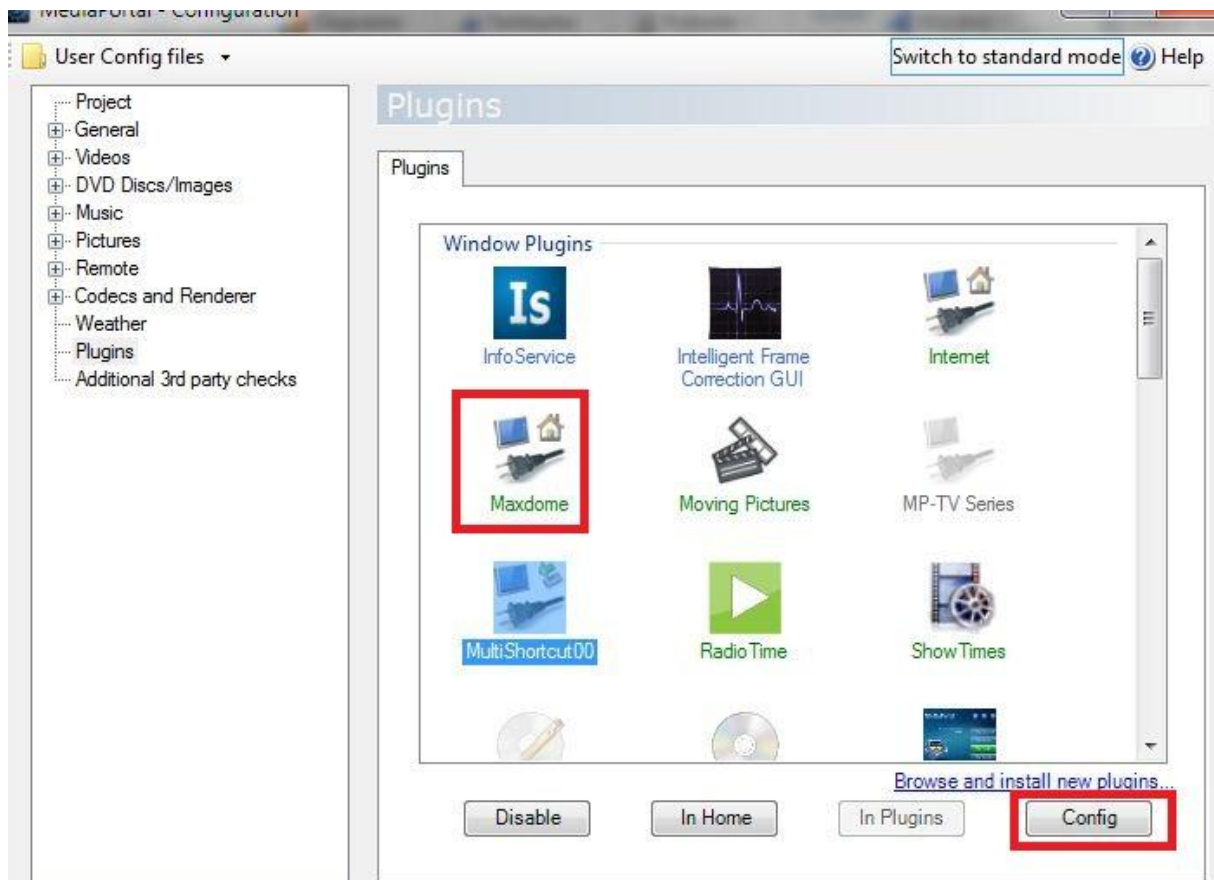 MediaPortal - Configuration
User Config files
Switch to standard mode
Help
Project
General
Videos
DVD Discs/Images
Music
Pictures
Remote
Codecs and Renderer
Weather
Plugins
Additional 3rd party checks
Plugins
Plugins
Window Plugins
Is
InfoService
Intelligent Frame
Correction GUI
Internet
Maxdome
Moving Pictures
MP-TV Series
MultiShortcut00
RadioTime
ShowTimes
Browse and install new plugins...
Disable
In Home
In Plugins
Config